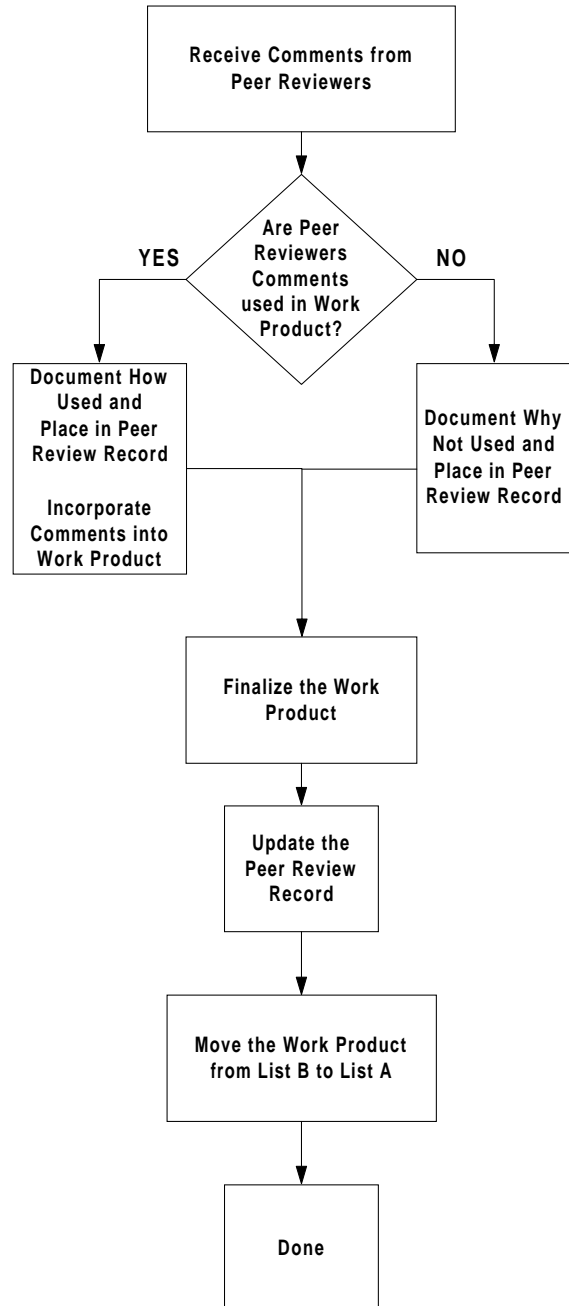 Receive Comments from
Peer Reviewers
Are Peer
Reviewers
Comments
used in Work
Product?
YES
NO
Document How
Used and
Place in Peer
Review Record
Incorporate
Comments into
Work Product
Document Why
Not Used and
Place in Peer
Review Record
Finalize the Work
Product
Update the
Peer Review
Record
Move the Work Product
from List B to List A
Done